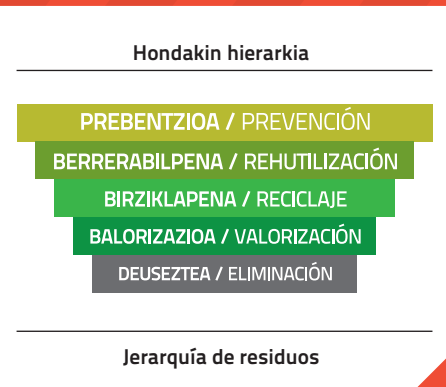 Hondakin hierarkia
PREBENTZIOA / PREVENCIÓN
BERRERABILPENA / REHUTILIZACIÓN
BIRZIKLAPENA / RECICLAJE
BALORIZAZIOA / VALORIZACIÓN
DEUSEZTEA / ELIMINACIÓN
Jerarquía de residuos